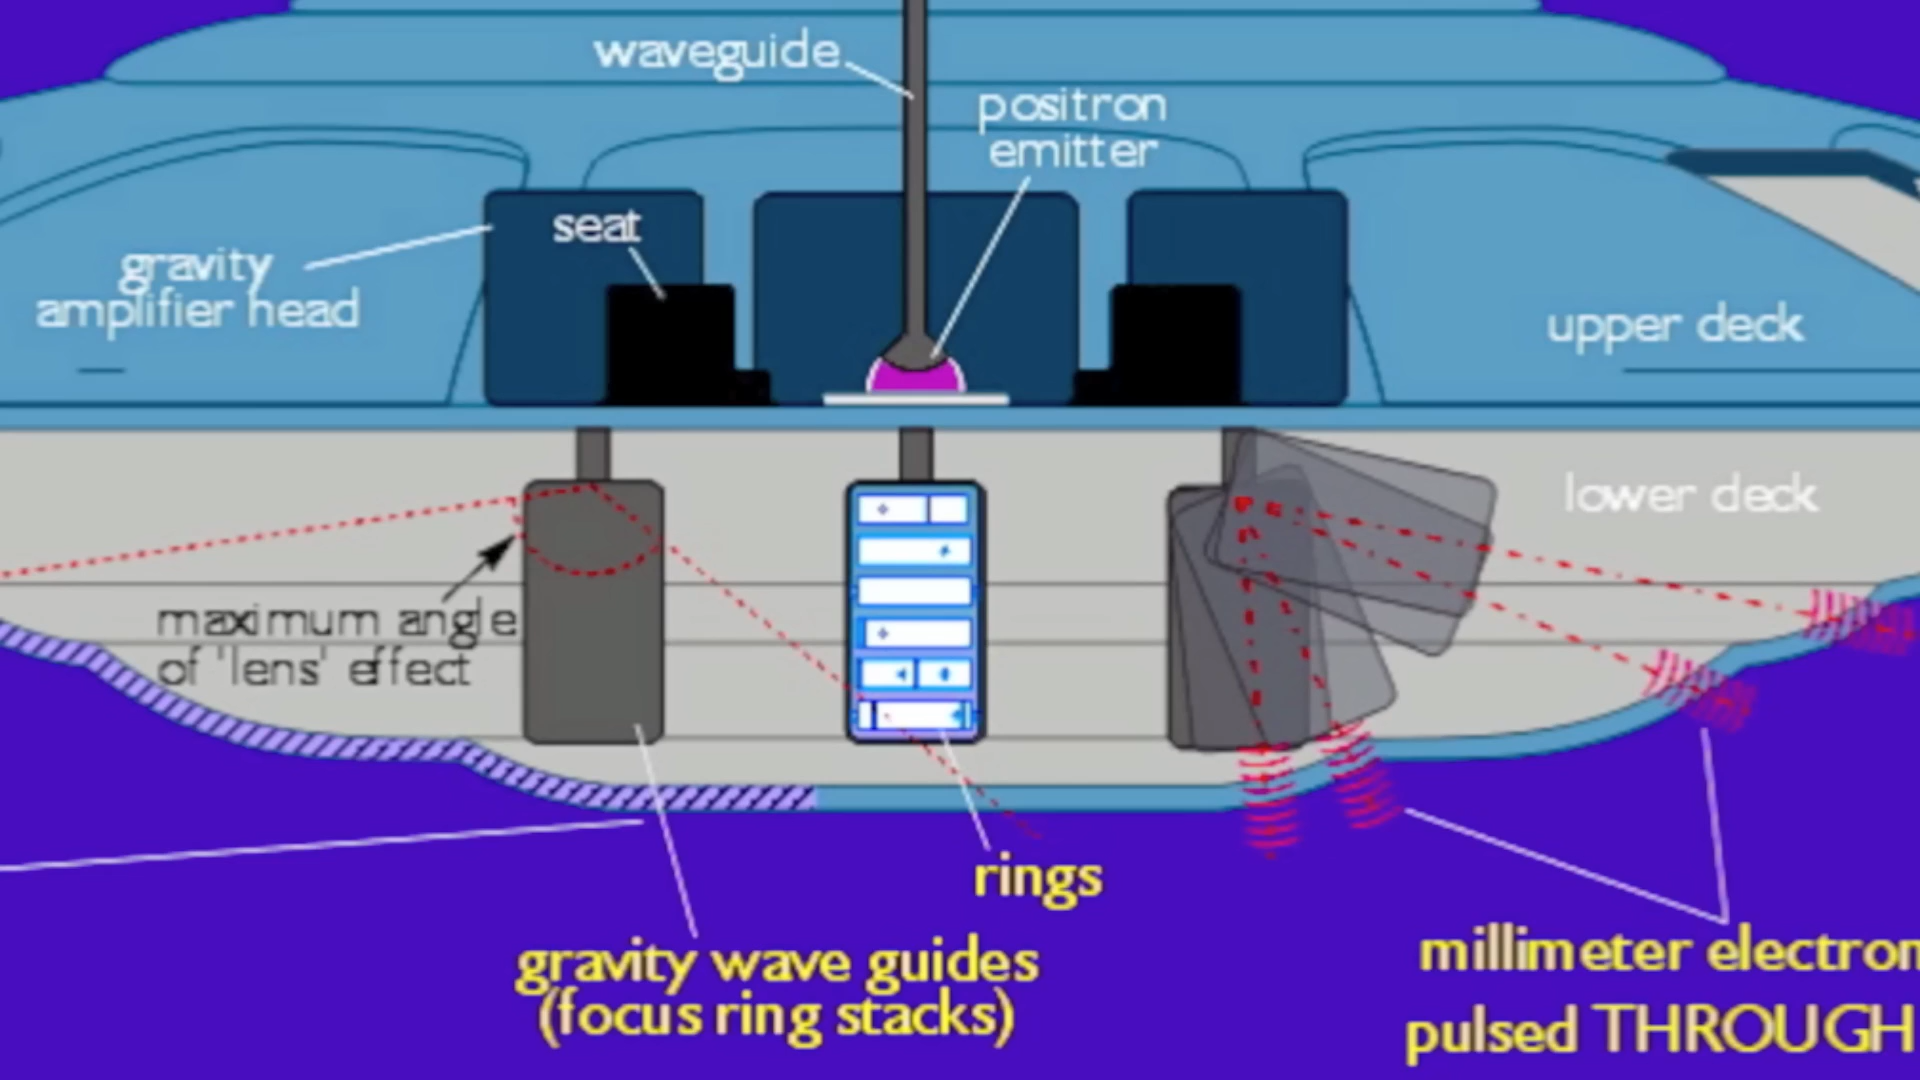 waveguide
positron
emitter
seat
gravity
amplifier head
upper deck
lower deck
maximum angle
of 'lens' effect
rings
gravity wave guides
(focus ring stacks)
millimeter electron
pulsed THROUGH